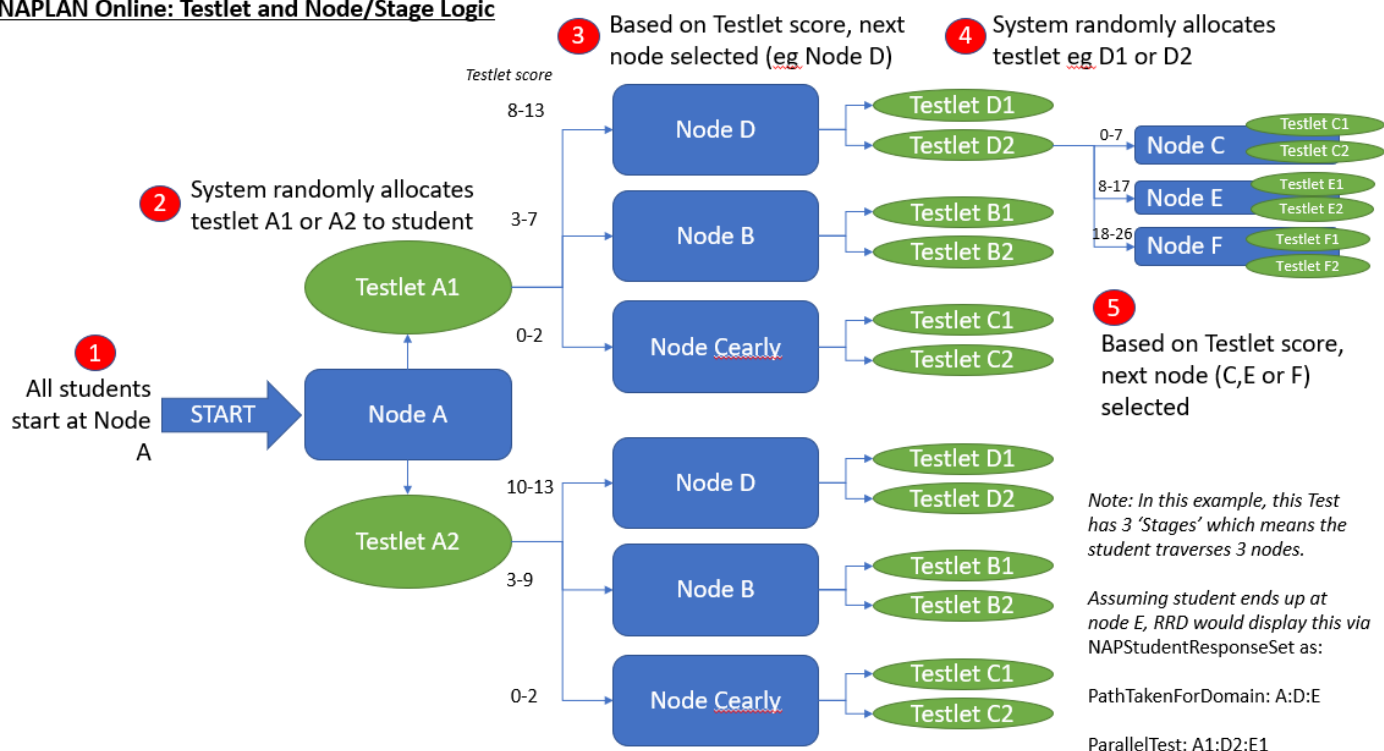 NAPLAN Online: Testlet and Node/Stage Logic
1
All students
start at Node
A
START
Node A
2
System randomly allocates
testlet A1 or A2 to student
Testlet A1
Testlet A2
3
Based on Testlet score, next
node selected (eg Node D)
Testlet score
8-13
3-7
0-2
Node D
Node B
Node Cearly
10-13
3-9
0-2
Node D
Node B
Node Cearly
4
System randomly allocates
testlet eg D1 or D2
Testlet D1
Testlet D2
Testlet B1
Testlet B2
Testlet C1
Testlet C2
Testlet D1
Testlet D2
Testlet B1
Testlet B2
Testlet C1
Testlet C2
0-7
Node C
Testlet C1
Testlet C2
8-17
Node E
Testlet E1
Testlet E2
18-26
Node F
Testlet F1
Testlet F2
5
Based on Testlet score,
next node (C,E or F)
selected
Note: In this example, this Test
has 3 ‘Stages’ which means the
student traverses 3 nodes.
Assuming student ends up at
node E, RRD would display this via
NAPStudentResponseSet as:
PathTakenForDomain: A:D:E
ParallelTest: A1:D2:E1